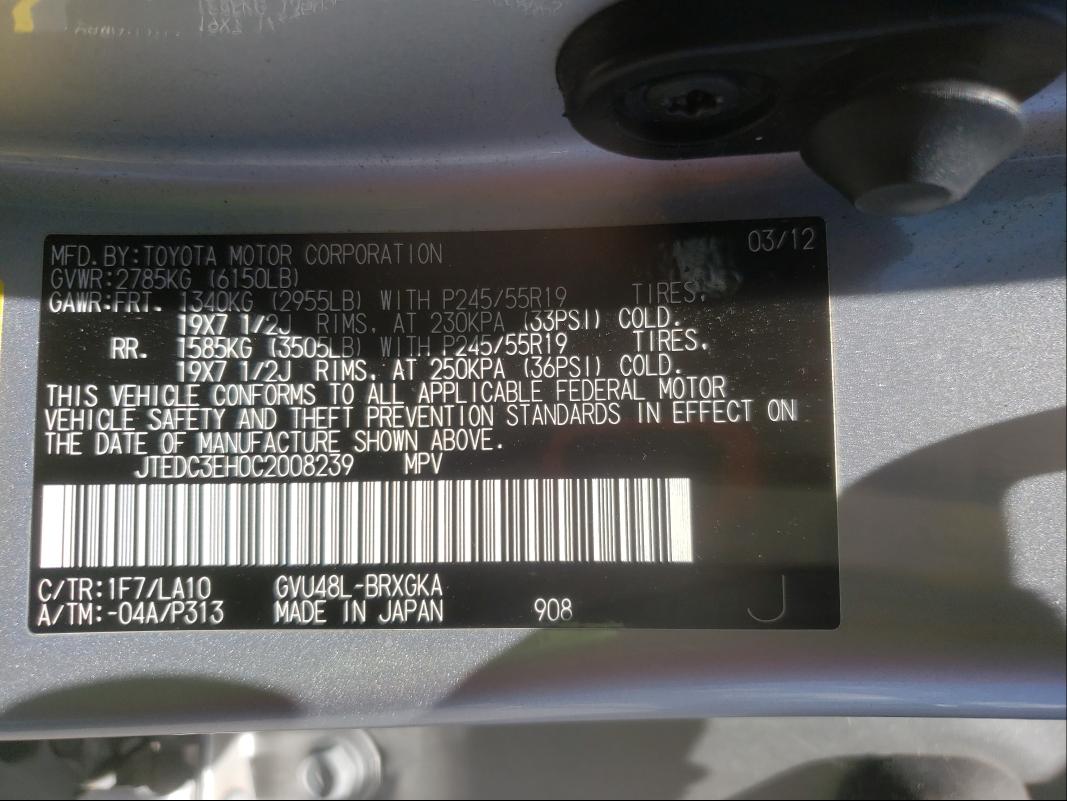 MFD.BY:TOYOTA MOTOR CORPORATION 03/12
GVWR:2785KG (6150LB)
GAWR:FRT. 1340KG (2955LB) WITH P245/55R19 TIRES,
19X7 1/2J RIMS, AT 230KPA (33PSI) COLD.
RR. 1585KG (3505LB) WITH P245/55R19 TIRES,
19X7 1/2J RIMS, AT 250KPA (36PSI) COLD.
THIS VEHICLE CONFORMS TO ALL APPLICABLE FEDERAL MOTOR
VEHICLE SAFETY AND THEFT PREVENTION STANDARDS IN EFFECT ON
THE DATE OF MANUFACTURE SHOWN ABOVE.
JTEDC3EH0C2008239 MPV
C/TR:1F7/LA10 GVU48L-BRXGKA
A/TM:-04A/P313 MADE IN JAPAN 908 J